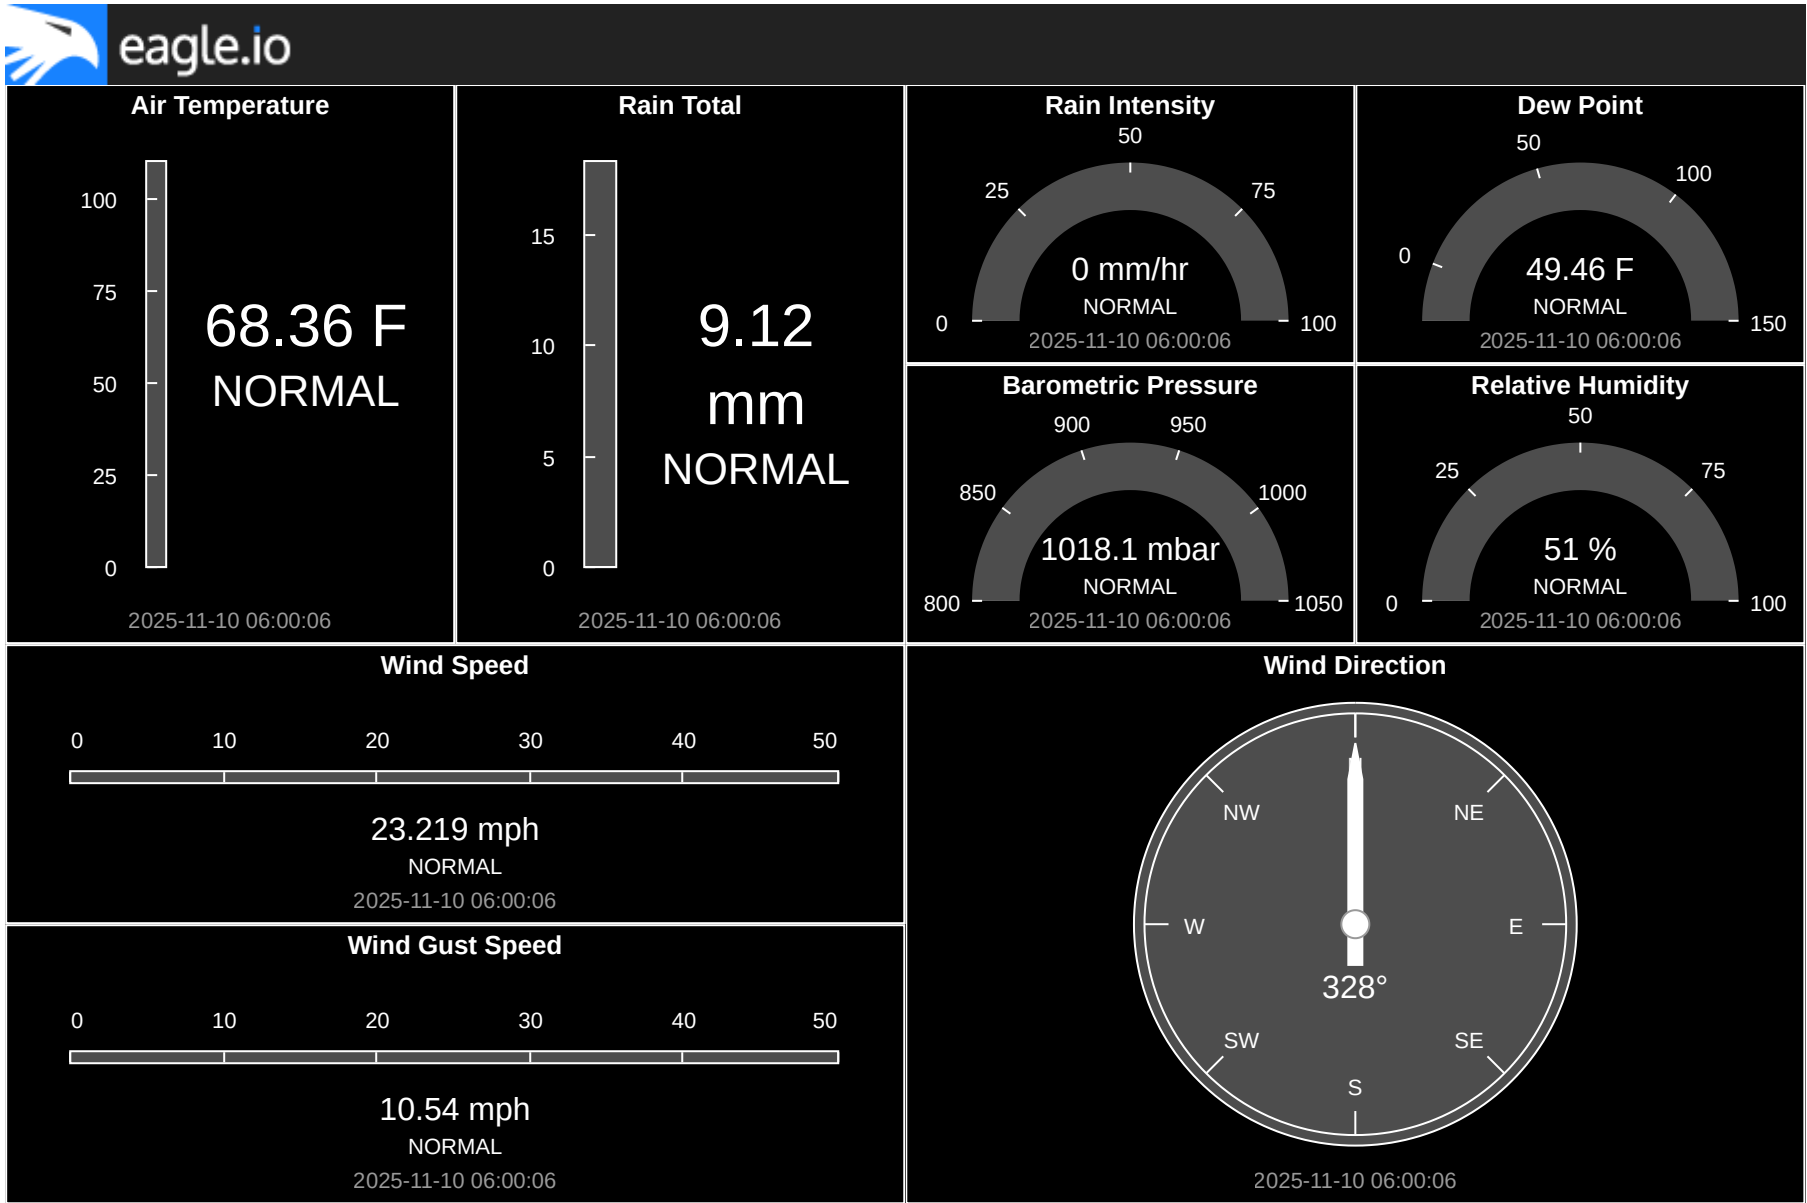 eagle.io
Air Temperature
100
75
50
25
0
68.36 F
NORMAL
2025-11-10 06:00:06
Rain Total
15
10
5
0
9.12
mm
NORMAL
2025-11-10 06:00:06
Rain Intensity
50
25
75
0
100
0 mm/hr
NORMAL
2025-11-10 06:00:06
Dew Point
50
100
0
150
49.46 F
NORMAL
2025-11-10 06:00:06
Barometric Pressure
900
950
850
1000
800
1050
1018.1 mbar
NORMAL
2025-11-10 06:00:06
Relative Humidity
50
25
75
0
100
51 %
NORMAL
2025-11-10 06:00:06
Wind Speed
0 10 20 30 40 50
23.219 mph
NORMAL
2025-11-10 06:00:06
Wind Gust Speed
0 10 20 30 40 50
10.54 mph
NORMAL
2025-11-10 06:00:06
Wind Direction
NW NE
W E
328°
SW SE
S
2025-11-10 06:00:06